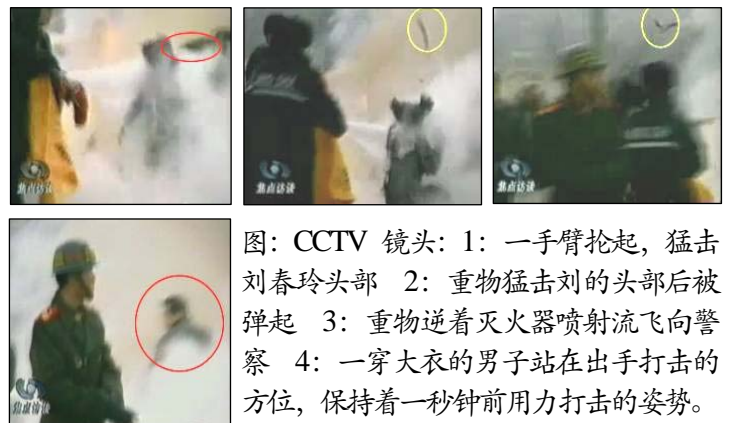 焦点访谈
焦点访谈
焦点访谈
焦点访谈
图: CCTV 镜头: 1: 一手臂抡起, 猛击
刘春玲头部 2: 重物猛击刘的头部后被
弹起 3: 重物逆着灭火器喷射流飞向警
察 4: 一穿大衣的男子站在出手打击的
方位, 保持着一秒钟前用力打击的姿势。